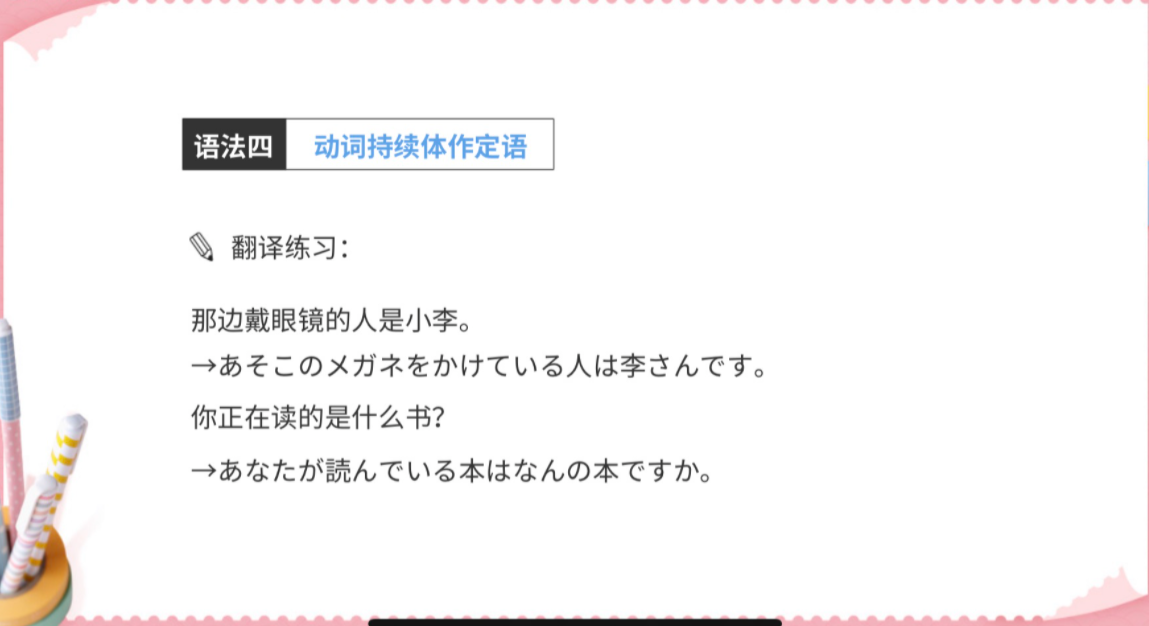 语法四 动词持续体作定语
翻译练习：
那边戴眼镜的人是小李。
→あそこのメガネをかけている人は李さんです。
你正在读的是什么书？
→あなたが読んでいる本はなんの本ですか。